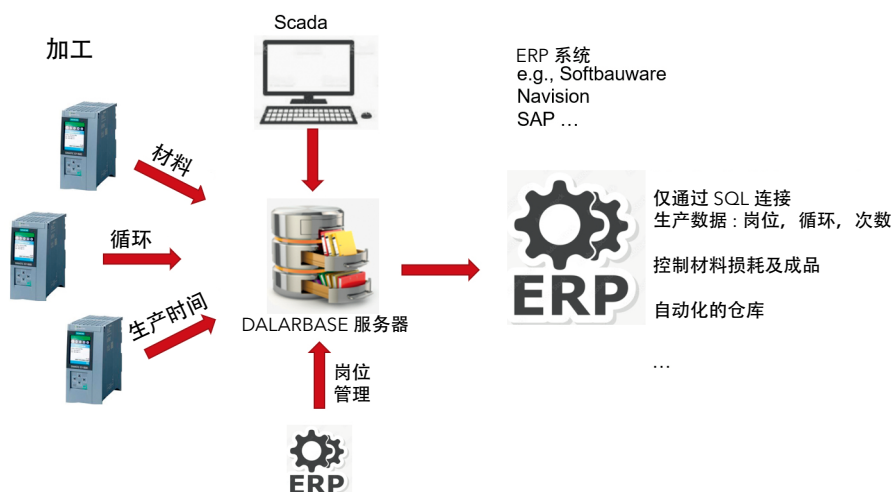 Scada
加工
ERP 系统
e.g., Softbauware
Navision
SAP …
材料
循环
生产时间
DALARBASE 服务器
岗位
管理
ERP
ERP
仅通过 SQL 连接
生产数据 : 岗位，循环，次数
控制材料损耗及成品
自动化的仓库
…